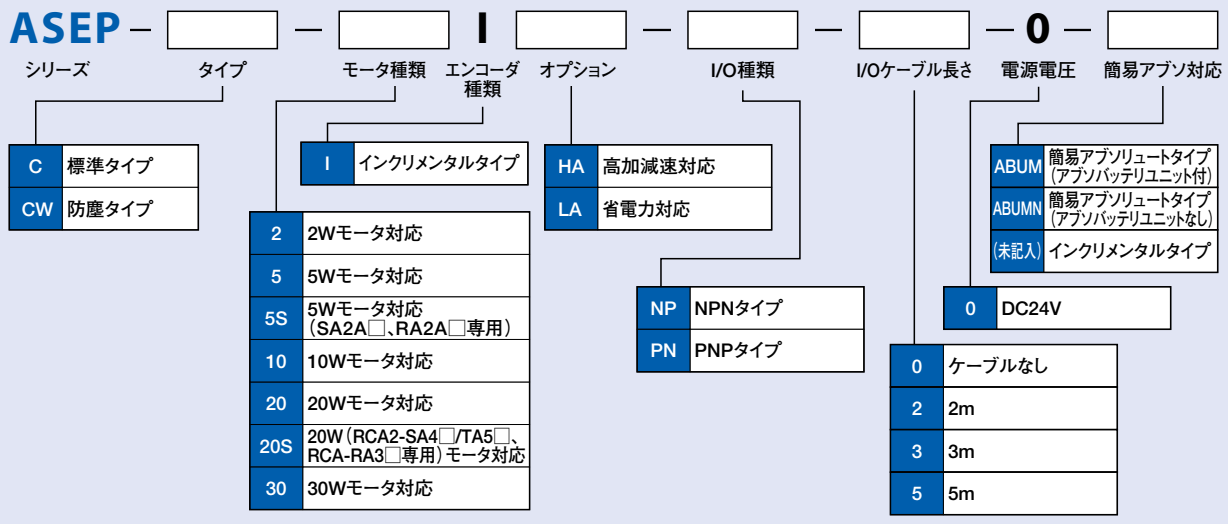 ASEP － － I － － － 0 －
シリーズ タイプ モータ種類 エンコーダ種類 オプション I/O種類 I/Oケーブル長さ 電源電圧 簡易アブソ対応
C 標準タイプ
CW 防塵タイプ
2 2Wモータ対応
5 5Wモータ対応
5S 5Wモータ対応
（SA2A□、RA2A□専用）
10 10Wモータ対応
20 20Wモータ対応
20S 20W（RCA2-SA4□/TA5□、
RCA-RA3□専用）モータ対応
30 30Wモータ対応
I インクリメンタルタイプ
HA 高加減速対応
LA 省電力対応
NP NPNタイプ
PN PNPタイプ
0 ケーブルなし
2 2m
3 3m
5 5m
0 DC24V
ABUM 簡易アブソリュートタイプ
（アブソバッテリユニット付）
ABUMN 簡易アブソリュートタイプ
（アブソバッテリユニットなし）
（未記入） インクリメンタルタイプ